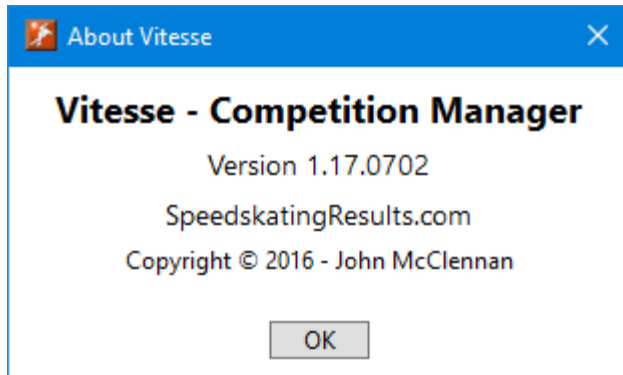 About Vitesse
Vitesse - Competition Manager
Version 1.17.0702
SpeedskatingResults.com
Copyright © 2016 - John McClennan
OK